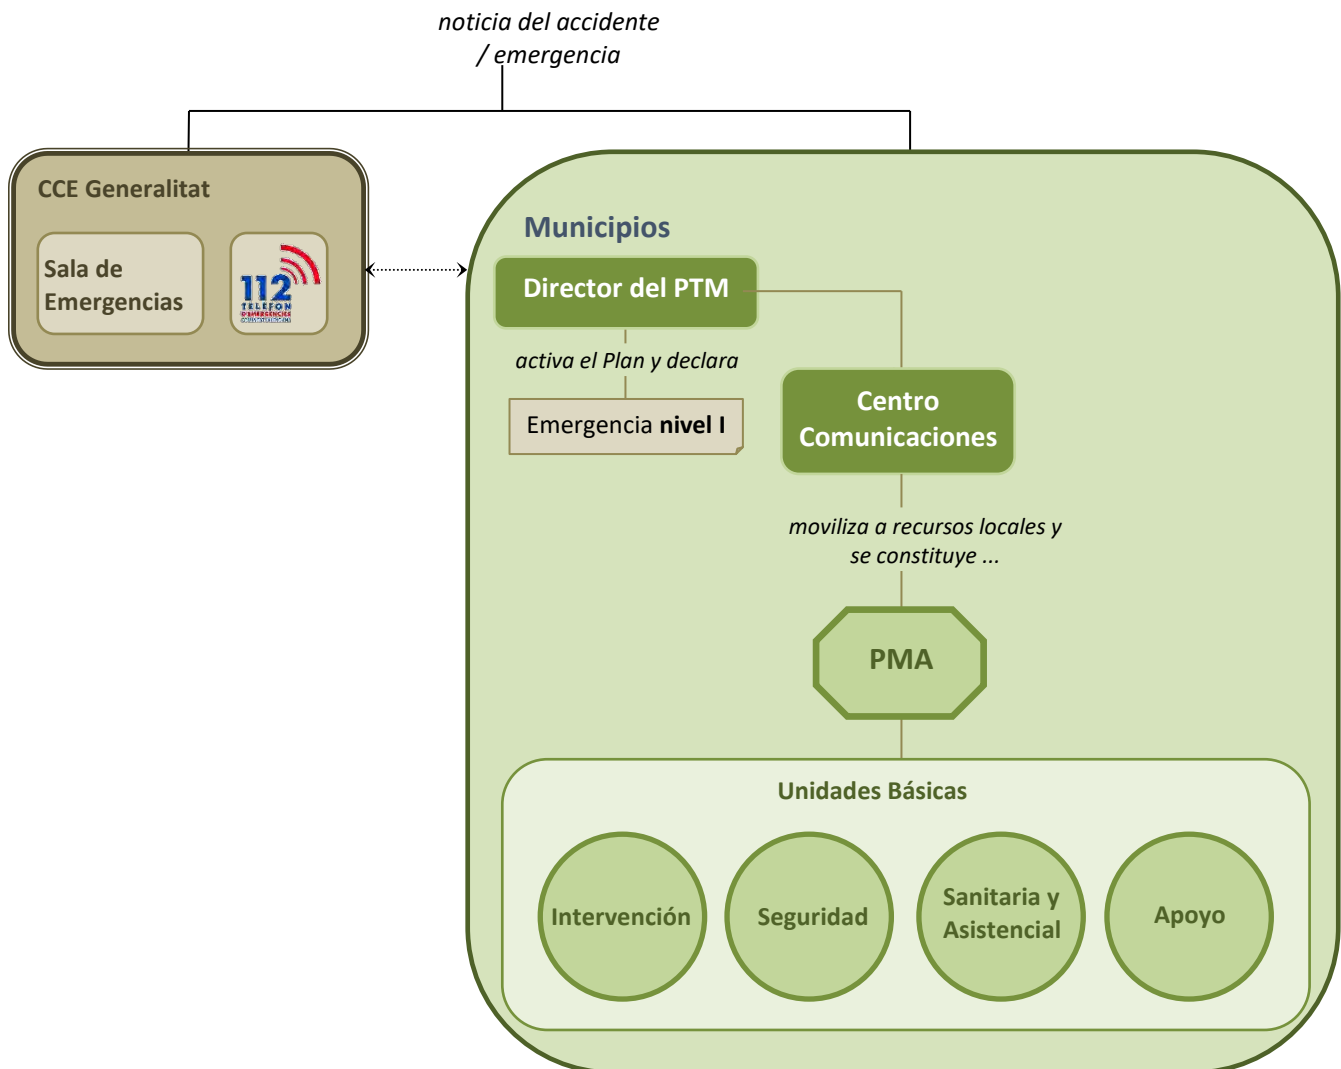 noticia del accidente
/ emergencia
CCE Generalitat
Sala de
Emergencias
112
TELEFON
D'EMERGÈNCIES
Municipios
Director del PTM
activa el Plan y declara
Emergencia nivel I
Centro
Comunicaciones
moviliza a recursos locales y
se constituye ...
PMA
Unidades Básicas
Intervención
Seguridad
Sanitaria y
Asistencial
Apoyo